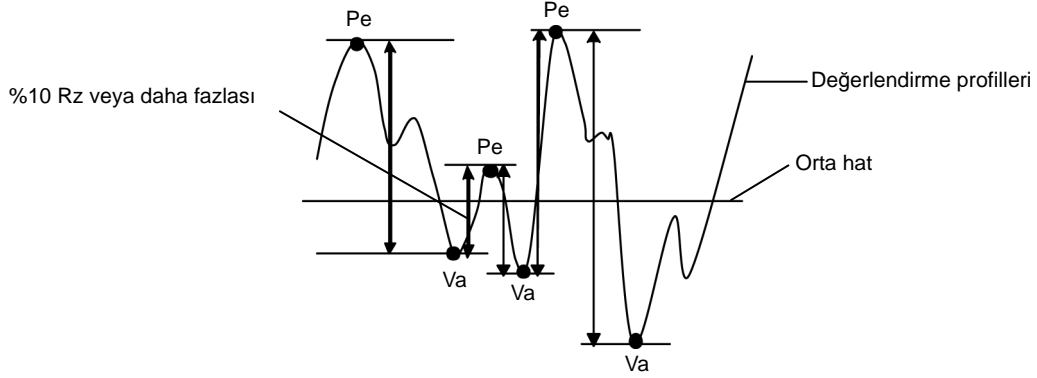 Pe
Pe
Değerlendirme profilleri
%10 Rz veya daha fazlası
Pe
Orta hat
Va
Va
Va